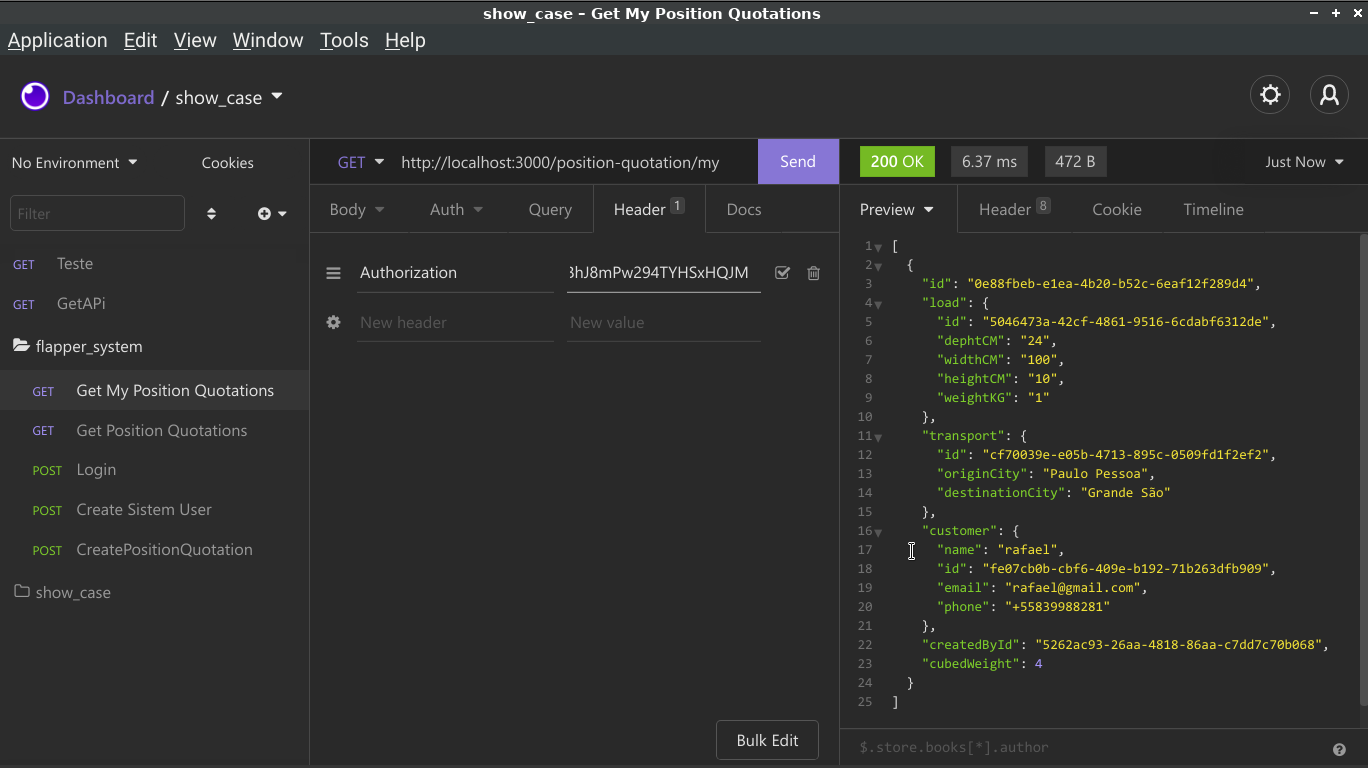 show_case – Get My Position Quotations
Application Edit View Window Tools Help
Dashboard / show_case
No Environment Cookies
Filter
GET Teste
GET GetAPi
flapper_system
GET Get My Position Quotations
GET Get Position Quotations
POST Login
POST Create Sistem User
POST CreatePositionQuotation
show_case
GET http://localhost:3000/position-quotation/my Send
Body Auth Query Header 1 Docs
Authorization 3hJ8mPw294TYHSxHQJM
New header New value
Bulk Edit
200 OK 6.37 ms 472 B Just Now
Preview Header 8 Cookie Timeline
1 [
2 {
3 "id": "0e88fbeb-e1ea-4b20-b52c-6eaf12f289d4",
4 "load": {
5 "id": "5046473a-42cf-4861-9516-6cdabf6312de",
6 "dephtCM": "24",
7 "widthCM": "100",
8 "heightCM": "10",
9 "weightKG": "1"
10 },
11 "transport": {
12 "id": "cf70039e-e05b-4713-895c-0509fd1f2ef2",
13 "originCity": "Paulo Pessoa",
14 "destinationCity": "Grande São"
15 },
16 "customer": {
17 "name": "rafael",
18 "id": "fe07cb0b-cbf6-409e-b192-71b263dfb909",
19 "email": "rafael@gmail.com",
20 "phone": "+55839988281"
21 },
22 "createdById": "5262ac93-26aa-4818-86aa-c7dd7c70b068",
23 "cubedWeight": 4
24 }
25 ]
$.store.books[*].author